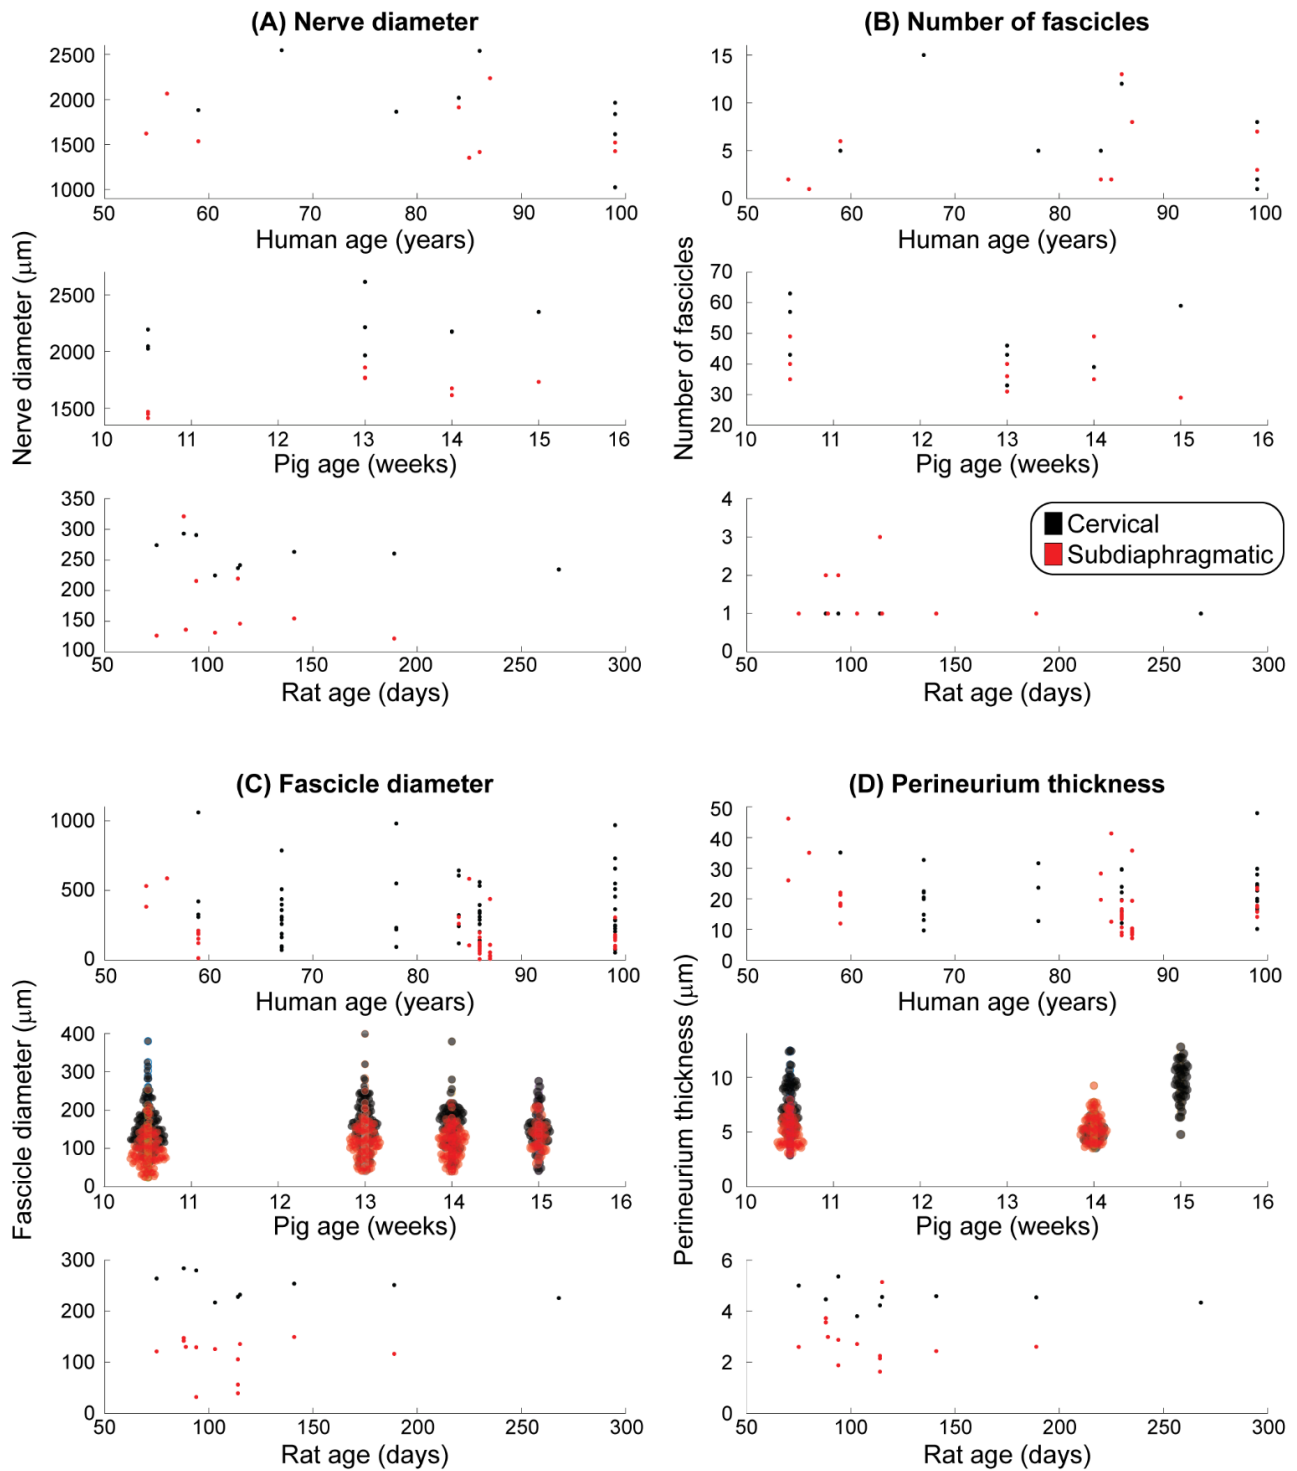 (A) Nerve diameter
2500
2000
1500
1000
50 60 70 80 90 100
Human age (years)
2500
2000
1500
10 11 12 13 14 15 16
Pig age (weeks)
350
300
250
200
150
100
50 100 150 200 250 300
Rat age (days)
Nerve diameter (μm)
(B) Number of fascicles
15
10
5
0
50 60 70 80 90 100
Human age (years)
70
60
50
40
30
20
10 11 12 13 14 15 16
Pig age (weeks)
4
3
2
1
0
50 100 150 200 250 300
Rat age (days)
Number of fascicles
Cervical
Subdiaphragmatic
(C) Fascicle diameter
1000
500
0
50 60 70 80 90 100
Human age (years)
400
300
200
100
0
10 11 12 13 14 15 16
Pig age (weeks)
300
200
100
0
50 100 150 200 250 300
Rat age (days)
Fascicle diameter (μm)
(D) Perineurium thickness
50
40
30
20
10
0
50 60 70 80 90 100
Human age (years)
10
5
0
10 11 12 13 14 15 16
Pig age (weeks)
6
4
2
0
50 100 150 200 250 300
Rat age (days)
Perineurium thickness (μm)